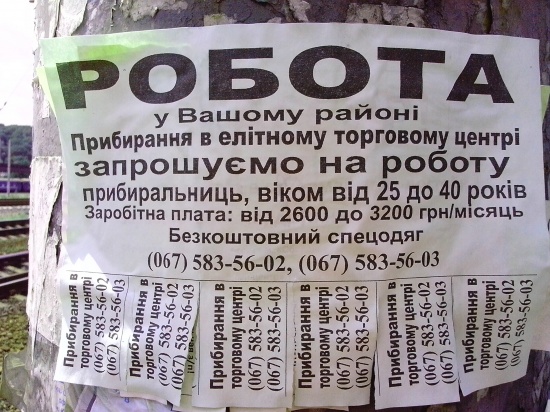 РОБОТА
у Вашому районі
Прибирання в елітному торговому центрі
запрошуємо на роботу
прибиральниць, віком від 25 до 40 років
Заробітна плата: від 2600 до 3200 грн/місяць
Безкоштовний спецодяг
(067) 583-56-02, (067) 583-56-03
Прибирання в
торговому центрі
(067) 583-56-02
(067) 583-56-03
Прибирання в
торговому центрі
(067) 583-56-02
(067) 583-56-03
Прибирання в
торговому центрі
(067) 583-56-02
(067) 583-56-03
Прибирання в
торговому центрі
(067) 583-56-02
(067) 583-56-03
Прибирання в
торговому центрі
(067) 583-56-02
(067) 583-56-03
Прибирання в
торговому центрі
(067) 583-56-02
(067) 583-56-03